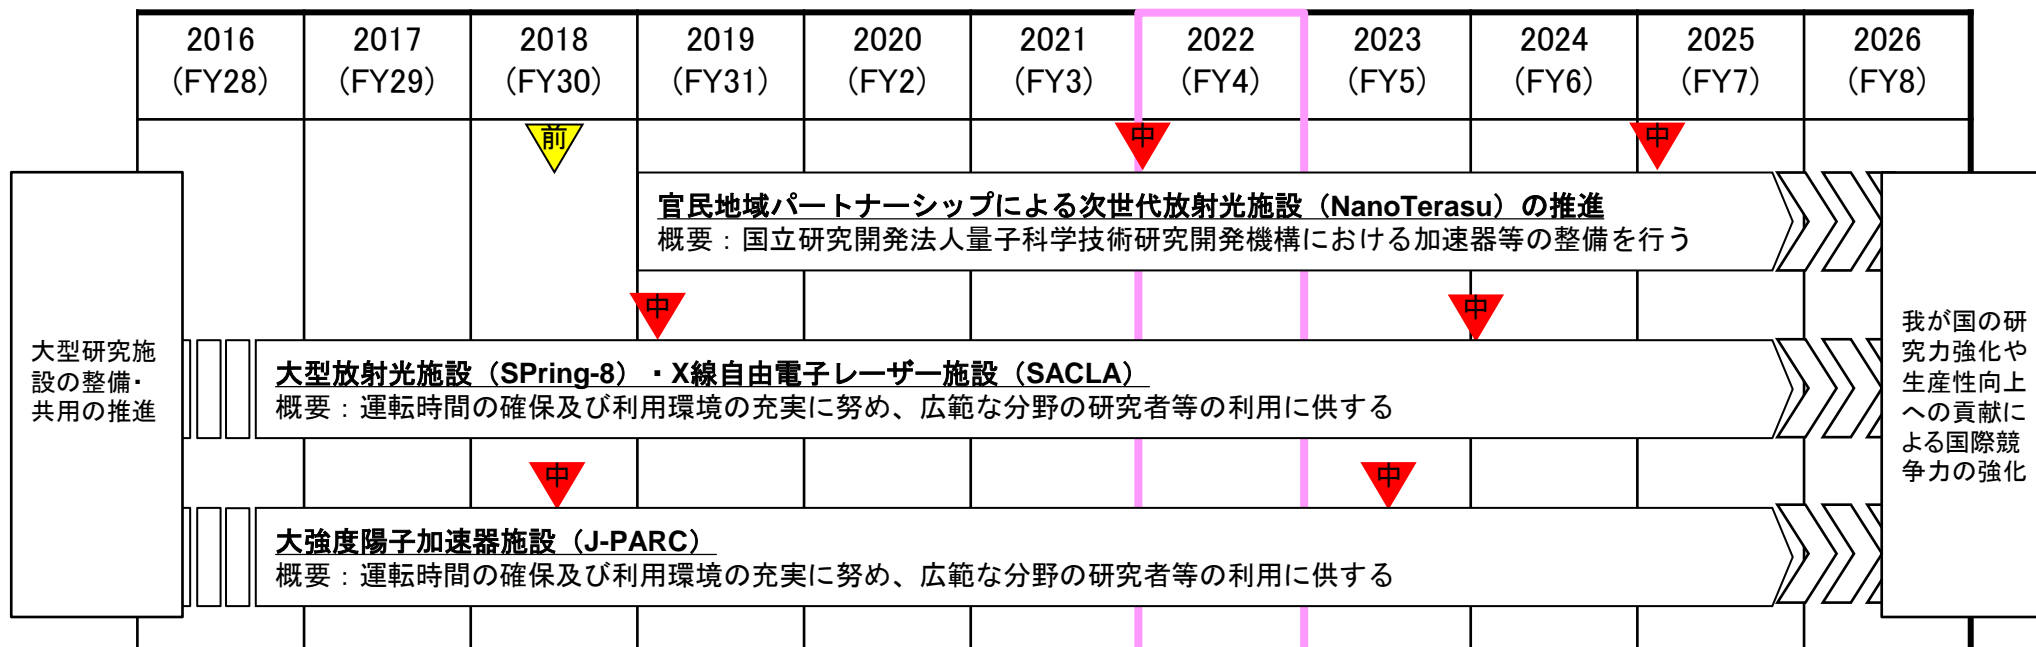 2016 2017 2018 2019 2020 2021 2022 2023 2024 2025 2026
（FY28） （FY29） （FY30） （FY31） （FY2） （FY3） （FY4） （FY5） （FY6） （FY7） （FY8）
前 中 中
官民地域パートナーシップによる次世代放射光施設（NanoTerasu）の推進
概要：国立研究開発法人量子科学技術研究開発機構における加速器等の整備を行う
中 中
大型放射光施設（SPring-8）・X線自由電子レーザー施設（SACLA）
概要：運転時間の確保及び利用環境の充実に努め、広範な分野の研究者等の利用に供する
中 中
大強度陽子加速器施設（J-PARC）
概要：運転時間の確保及び利用環境の充実に努め、広範な分野の研究者等の利用に供する
大型研究施
設の整備・
共用の推進
我が国の研
究力強化や
生産性向上
への貢献に
よる国際競
争力の強化